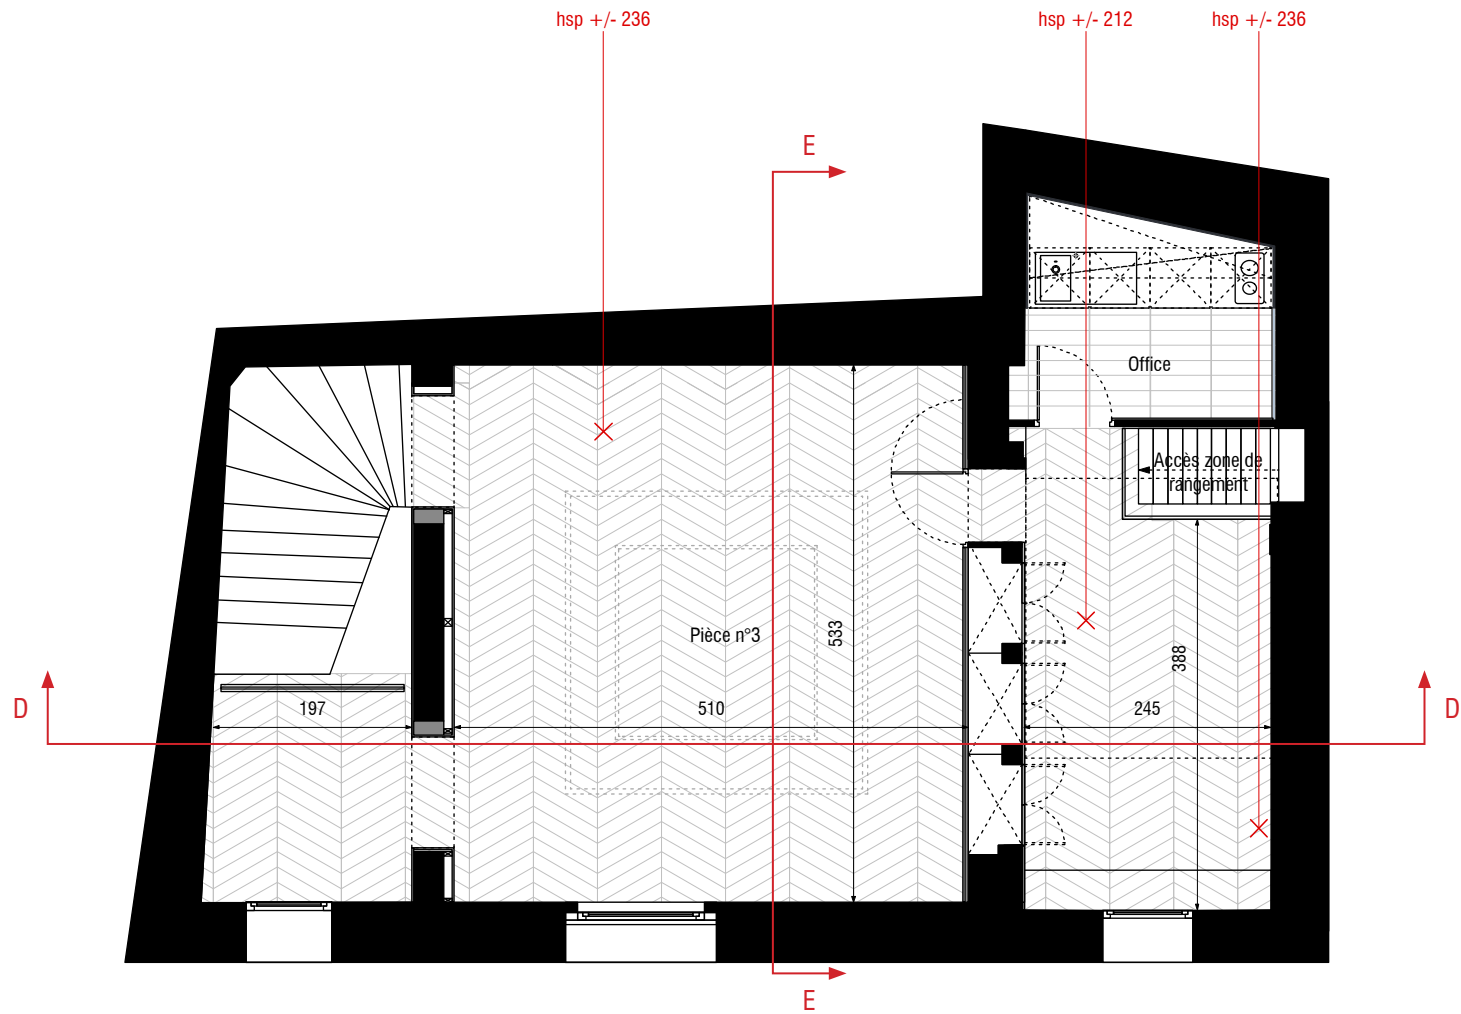 hsp +/- 236
hsp +/- 212
hsp +/- 236
E
Office
Accès zone de
rangement
Pièce n°3
533
388
D
197
510
245
D
E